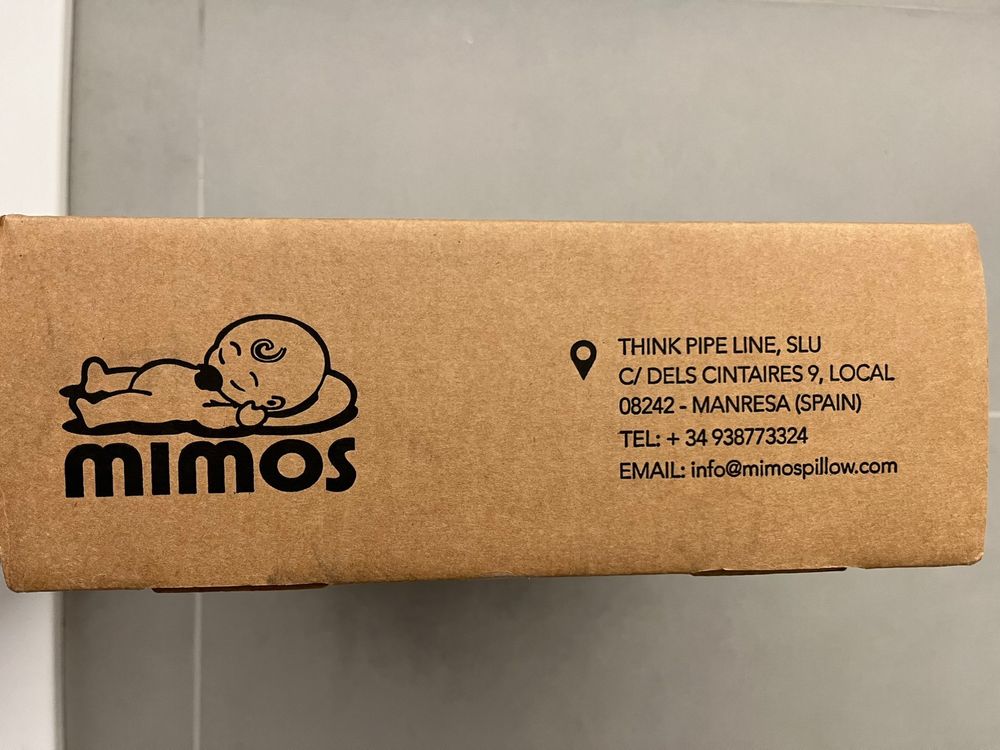 mimos
THINK PIPE LINE, SLU
C/ DELS CINTAIRES 9, LOCAL
08242 - MANRESA (SPAIN)
TEL: + 34 938773324
EMAIL: info@mimospillow.com